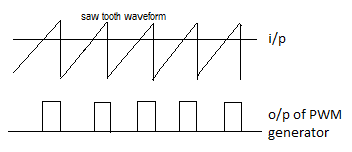 saw tooth waveform
i/p
o/p of PWM
generator